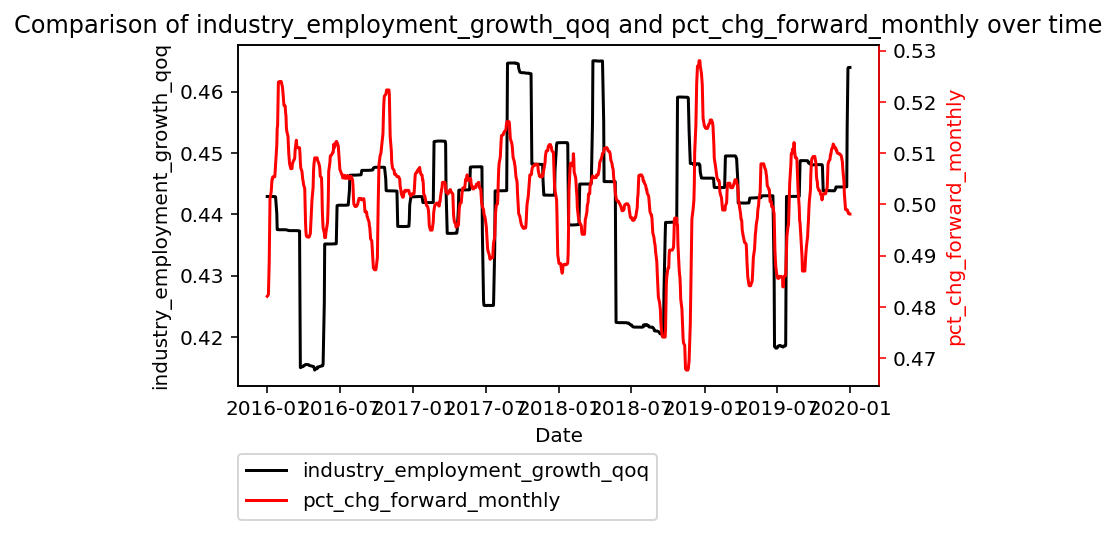 Comparison of industry_employment_growth_qoq and pct_chg_forward_monthly over time
industry_employment_growth_qoq
0.46
0.45
0.44
0.43
0.42
0.53
0.52
0.51
0.50
0.49
0.48
0.47
pct_chg_forward_monthly
2016-01 2016-07 2017-01 2017-07 2018-01 2018-07 2019-01 2019-07 2020-01
Date
industry_employment_growth_qoq
pct_chg_forward_monthly